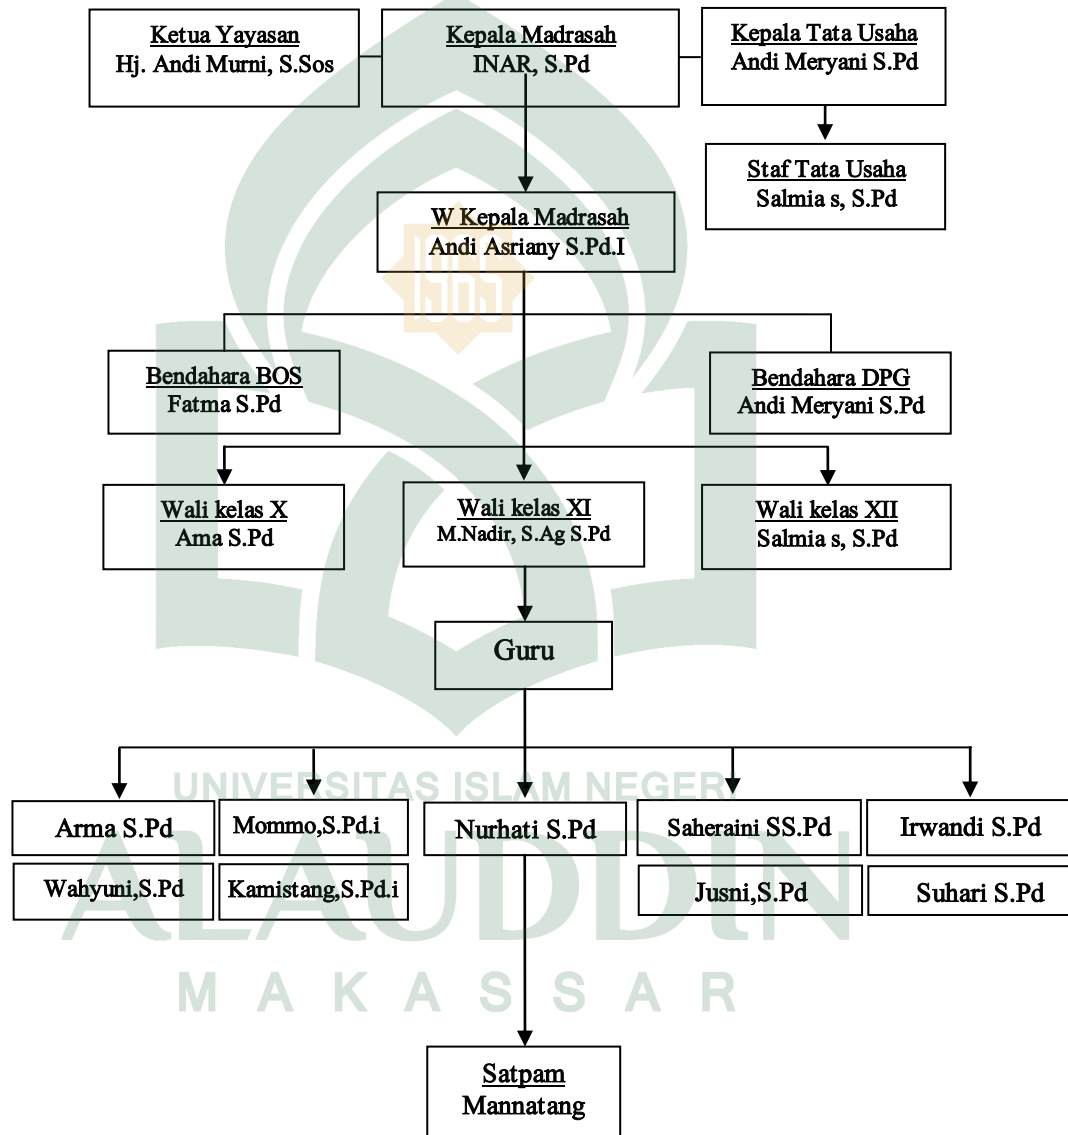 Ketua Yayasan
Hj. Andi Murni, S.Sos
Kepala Madrasah
INAR, S.Pd
Kepala Tata Usaha
Andi Meryani S.Pd
Staf Tata Usaha
Salmia s, S.Pd
W Kepala Madrasah
Andi Asriany S.Pd.I
Bendahara BOS
Fatma S.Pd
Bendahara DPG
Andi Meryani S.Pd
Wali kelas X
Ama S.Pd
Wali kelas XI
M.Nadir, S.Ag S.Pd
Wali kelas XII
Salmia s, S.Pd
Guru
UNIVERSITAS ISLAM NEGERI
Arma S.Pd
Mommo,S.Pd.i
Nurhati S.Pd
Saheraini SS.Pd
Irwandi S.Pd
Wahyuni,S.Pd
Kamistang,S.Pd.i
Jusni,S.Pd
Suhari S.Pd
ALAUDDIN
MAKASSAR
Satpam
Mannatang